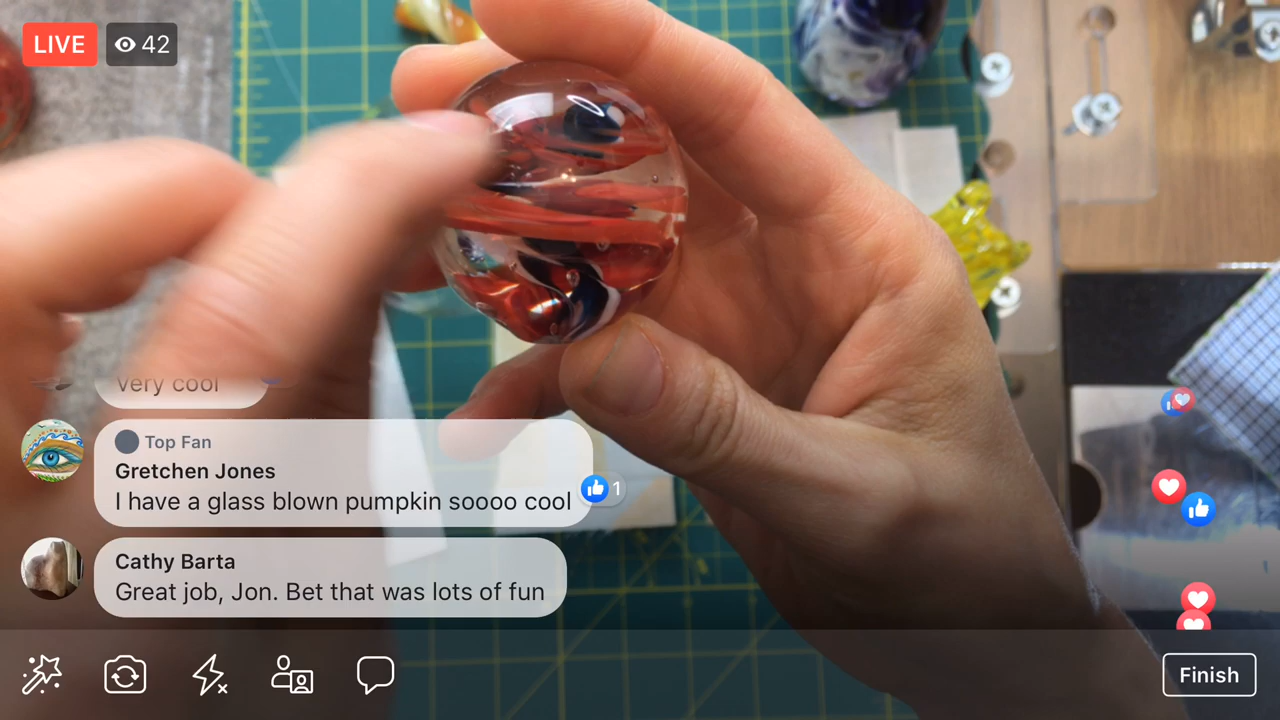 LIVE 42
very cool
Top Fan
Gretchen Jones
I have a glass blown pumpkin soooo cool
1
Cathy Barta
Great job, Jon. Bet that was lots of fun
Finish